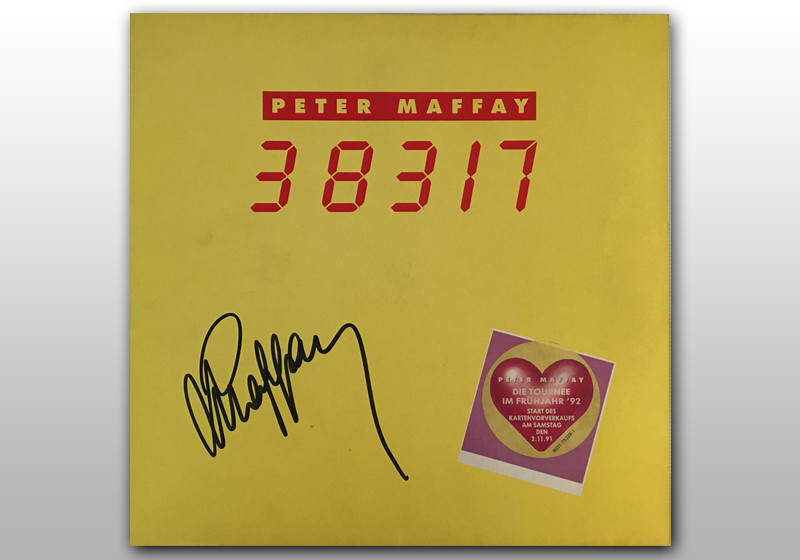 PETER MAFFAY
38317
Maffay
PETER MAFFAY
DIE TOURNEE
IM FRÜHJAHR '92
START DES
KARTENVORVERKAUFS
AM SAMSTAG
DEN
2.11.91